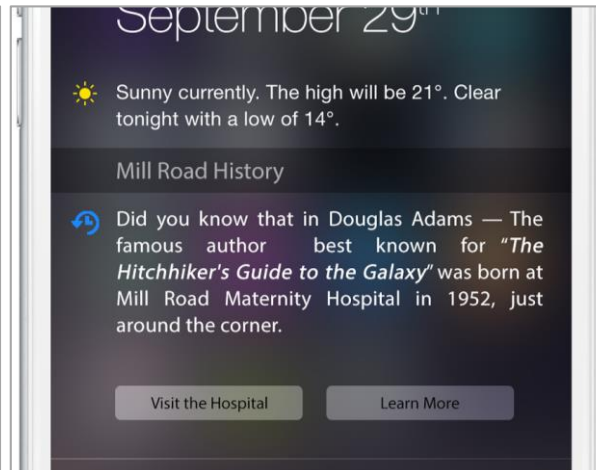 September 29th
Sunny currently. The high will be 21°. Clear
tonight with a low of 14°.
Mill Road History
Did you know that in Douglas Adams — The
famous author best known for "The
Hitchhiker's Guide to the Galaxy" was born at
Mill Road Maternity Hospital in 1952, just
around the corner.
Visit the Hospital
Learn More